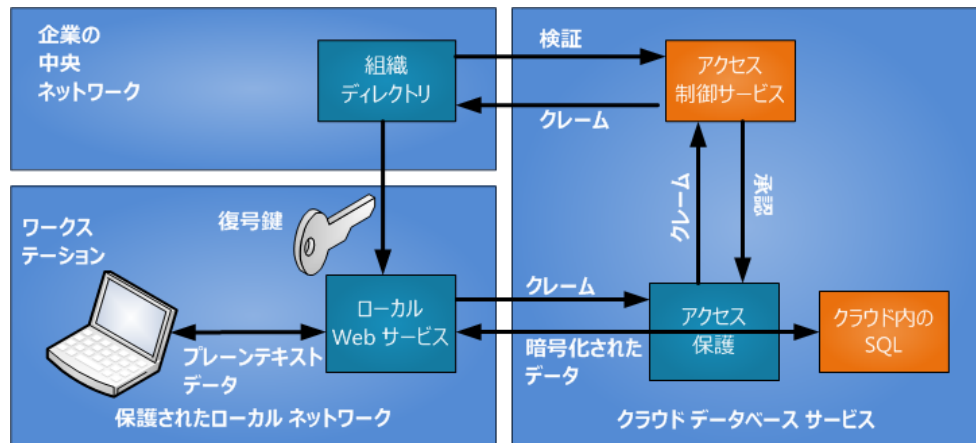 企業の
中央
ネットワーク
組織
ディレクトリ
検証
クレーム
アクセス
制御サービス
クレーム
承認
復号鍵
ワークス
テーション
ローカル
Web サービス
プレーンテキスト
データ
保護されたローカル ネットワーク
クレーム
暗号化された
データ
アクセス
保護
クラウド内の
SQL
クラウド データベース サービス